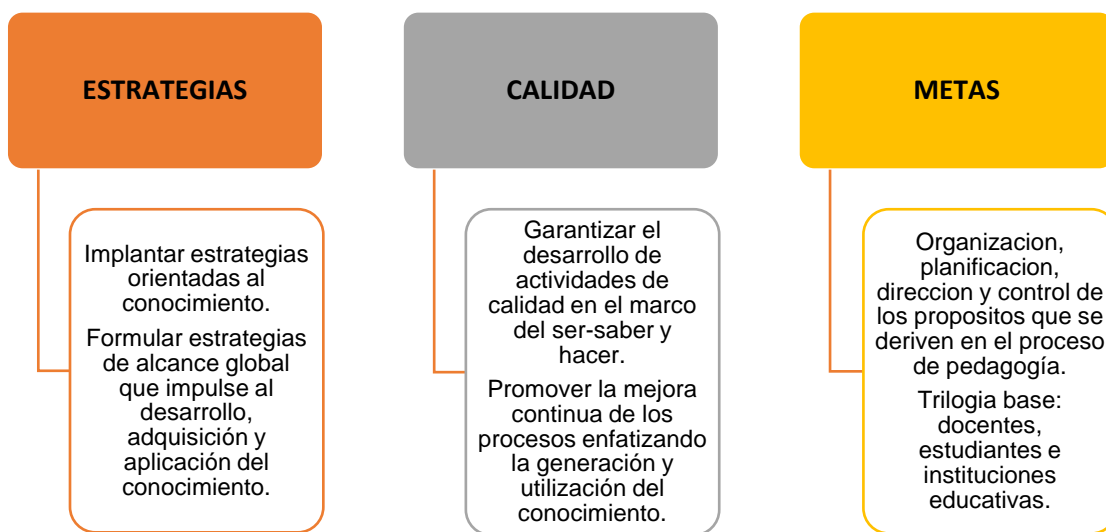 ESTRATEGIAS
Implantar estrategias
orientadas al
conocimiento.
Formular estrategias
de alcance global
que impulse al
desarrollo,
adquisición y
aplicación del
conocimiento.
CALIDAD
Garantizar el
desarrollo de
actividades de
calidad en el marco
del ser-saber y
hacer.
Promover la mejora
continua de los
procesos enfatizando
la generación y
utilización del
conocimiento.
METAS
Organizacion,
planificacion,
direccion y control de
los propositos que se
deriven en el proceso
de pedagogía.
Trilogia base:
docentes,
estudiantes e
instituciones
educativas.